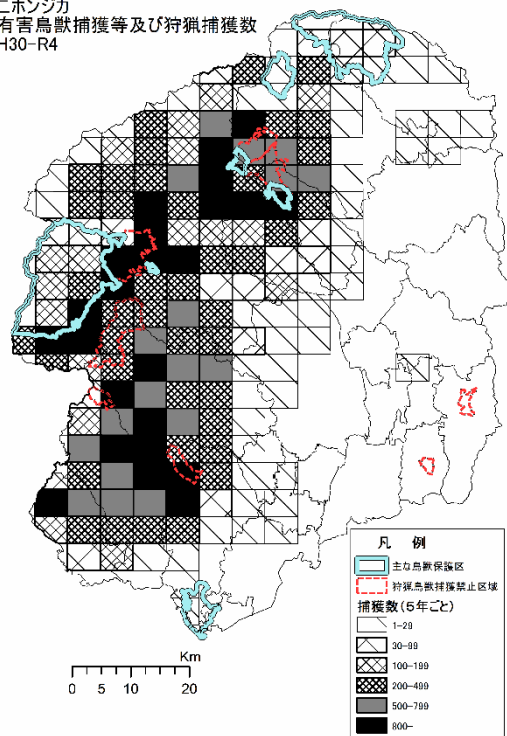 ニホンジカ
有害鳥獣捕獲等及び狩猟捕獲数
H30-R4
凡 例
主な鳥獣保護区
狩猟鳥獣捕獲禁止区域
捕獲数(5年ごと)
1-29
30-99
100-199
200-499
500-799
800-
Km
0 5 10 20